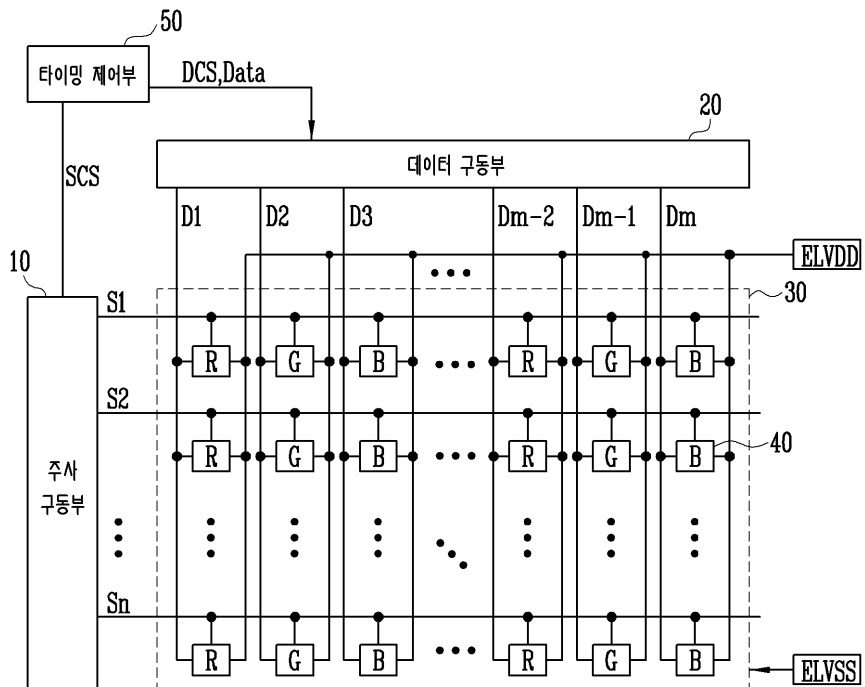 50
타이밍 제어부
DCS,Data
20
데이터 구동부
SCS
D1 D2 D3 Dm-2 Dm-1 Dm
10
ELVDD
30
S1
R G B R G B
S2
R G B R G B
40
주사
구동부
Sn
R G B R G B
ELVSS